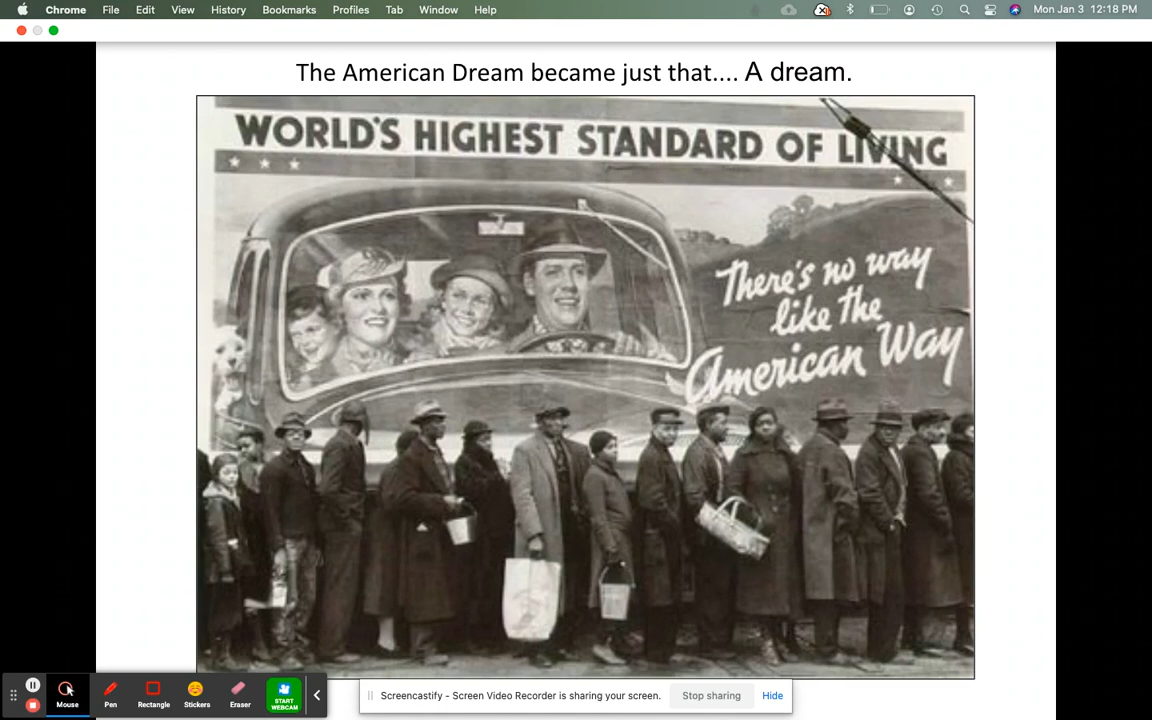 Chrome File Edit View History Bookmarks Profiles Tab Window Help Mon Jan 3 12:18 PM
The American Dream became just that.... A dream.
WORLD'S HIGHEST STANDARD OF LIVING
There's no way
like the
American Way
Mouse Pen Rectangle Stickers Eraser START
WEBCAM
Screencastify - Screen Video Recorder is sharing your screen. Stop sharing Hide